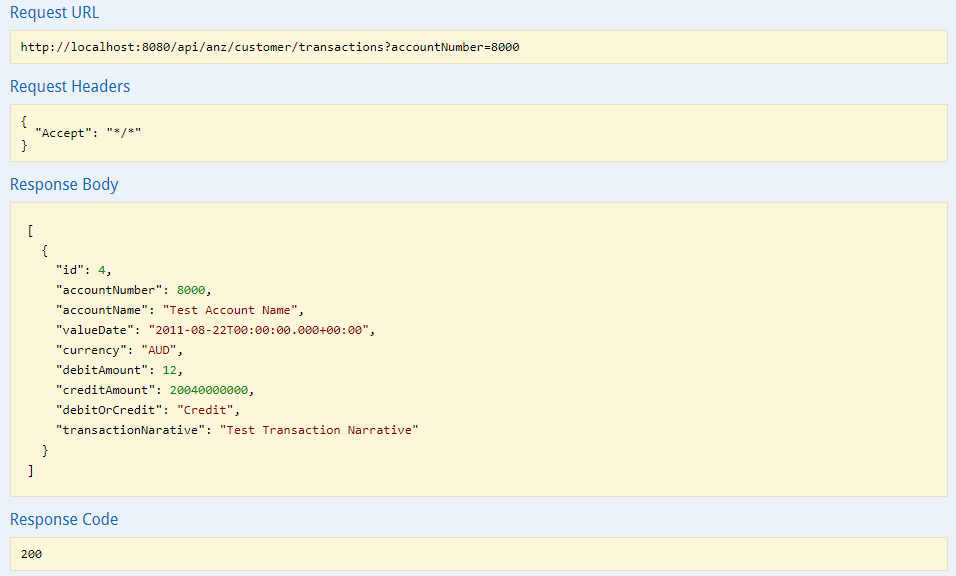 Request URL
http://localhost:8080/api/anz/customer/transactions?accountNumber=8000
Request Headers
{
  "Accept": "*/*"
}
Response Body
[
  {
    "id": 4,
    "accountNumber": 8000,
    "accountName": "Test Account Name",
    "valueDate": "2011-08-22T00:00:00.000+00:00",
    "currency": "AUD",
    "debitAmount": 12,
    "creditAmount": 20040000000,
    "debitOrCredit": "Credit",
    "transactionNarative": "Test Transaction Narrative"
  }
]
Response Code
200